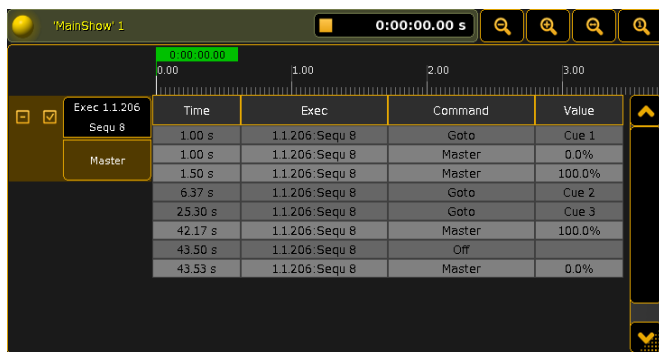 'MainShow' 1
0:00:00.00 s
0:00:00.00
0.00 1.00 2.00 3.00
Exec 1.1.206
Sequ 8
Master
Time Exec Command Value
1.00 s 1.1.206:Sequ 8 Goto Cue 1
1.00 s 1.1.206:Sequ 8 Master 0.0%
1.50 s 1.1.206:Sequ 8 Master 100.0%
6.37 s 1.1.206:Sequ 8 Goto Cue 2
25.30 s 1.1.206:Sequ 8 Goto Cue 3
42.17 s 1.1.206:Sequ 8 Master 100.0%
43.50 s 1.1.206:Sequ 8 Off
43.53 s 1.1.206:Sequ 8 Master 0.0%